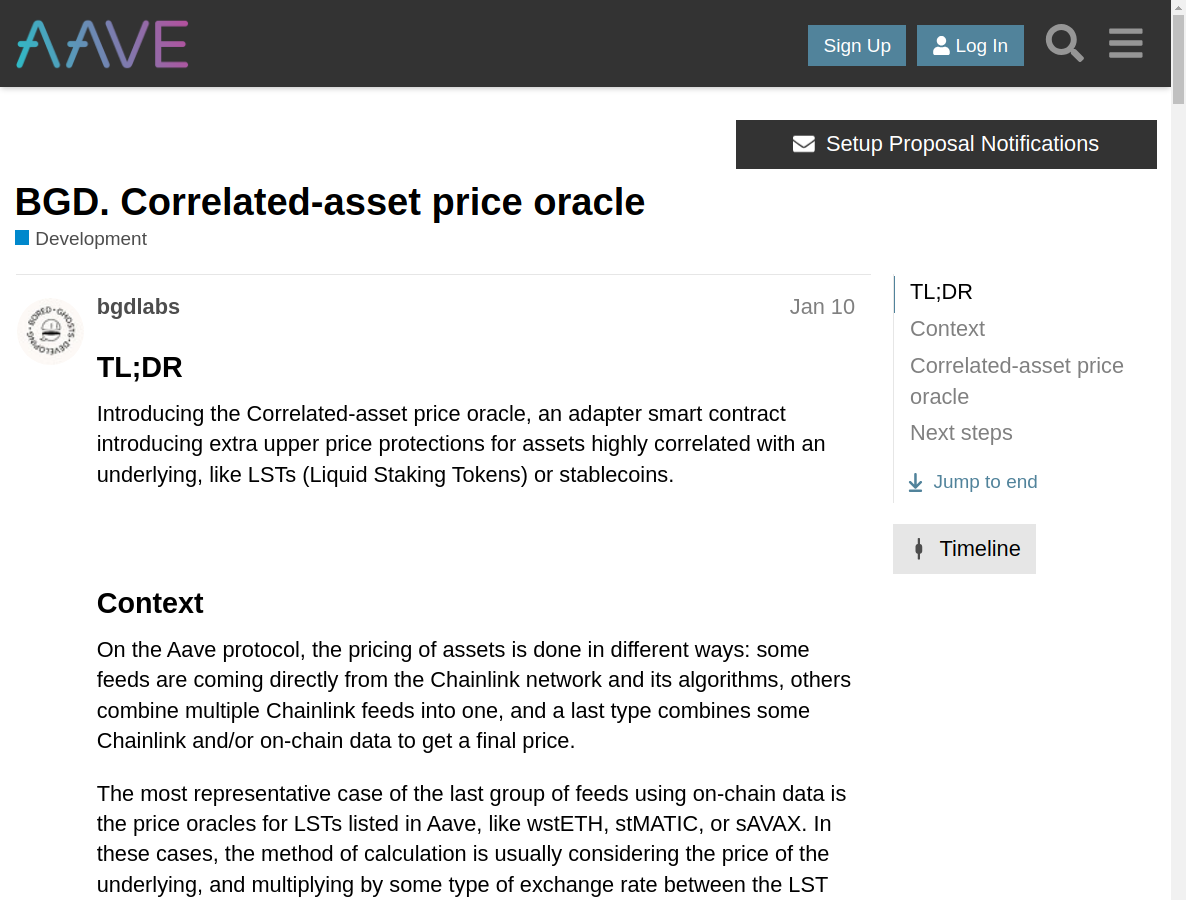 AAVE
Sign Up
Log In
Setup Proposal Notifications
BGD. Correlated-asset price oracle
Development
bgdlabs
Jan 10
BORED · GHOSTS · DEVELOPING ·
TL;DR
Introducing the Correlated-asset price oracle, an adapter smart contract
introducing extra upper price protections for assets highly correlated with an
underlying, like LSTs (Liquid Staking Tokens) or stablecoins.
Context
On the Aave protocol, the pricing of assets is done in different ways: some
feeds are coming directly from the Chainlink network and its algorithms, others
combine multiple Chainlink feeds into one, and a last type combines some
Chainlink and/or on-chain data to get a final price.
The most representative case of the last group of feeds using on-chain data is
the price oracles for LSTs listed in Aave, like wstETH, stMATIC, or sAVAX. In
these cases, the method of calculation is usually considering the price of the
underlying, and multiplying by some type of exchange rate between the LST
TL;DR
Context
Correlated-asset price
oracle
Next steps
Jump to end
Timeline